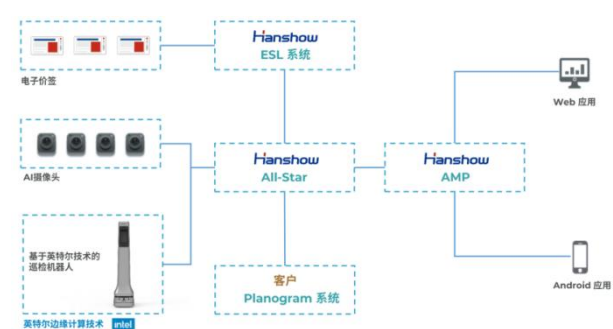 Hanshow
ESL 系统
电子价签
Web 应用
AI摄像头
Hanshow
All-Star
Hanshow
AMP
基于英特尔技术的
巡检机器人
客户
Planogram 系统
Android 应用
英特尔边缘计算技术 intel